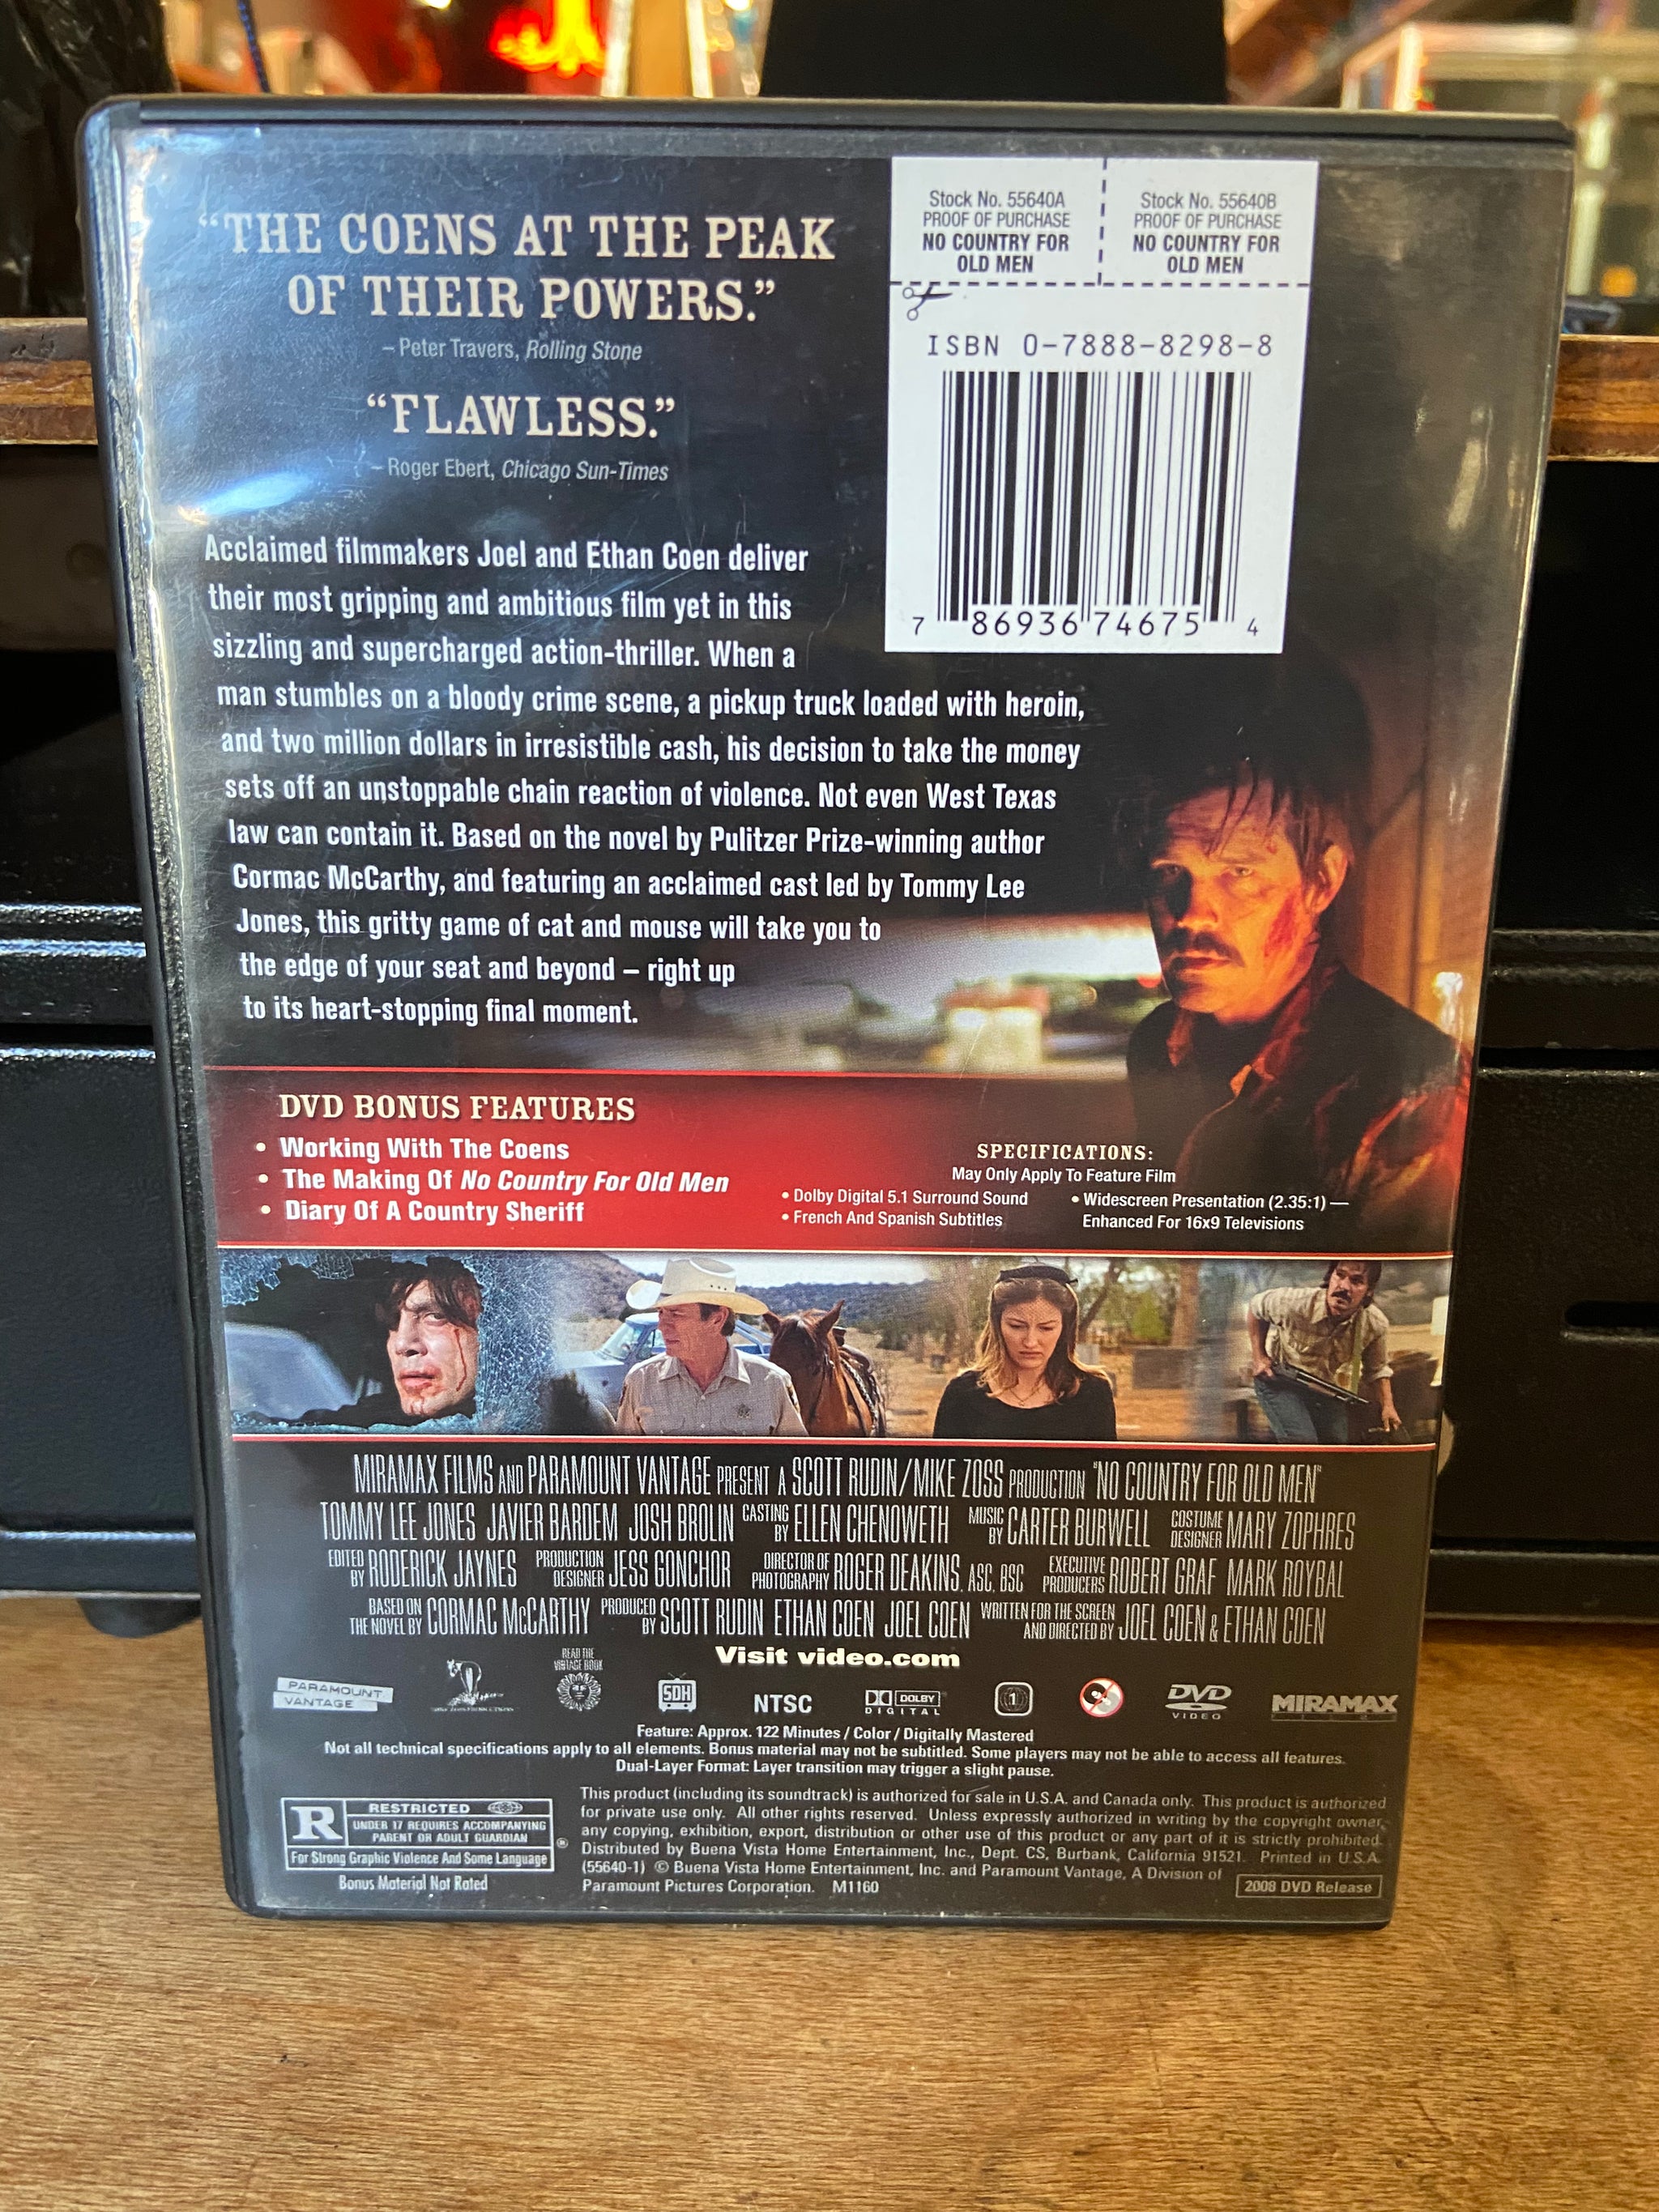 “THE COENS AT THE PEAK
OF THEIR POWERS.”
– Peter Travers, Rolling Stone
“FLAWLESS.”
– Roger Ebert, Chicago Sun-Times
Stock No. 55640A
PROOF OF PURCHASE
NO COUNTRY FOR
OLD MEN
Stock No. 55640B
PROOF OF PURCHASE
NO COUNTRY FOR
OLD MEN
ISBN 0-7888-8298-8
7 86936 74675 4
Acclaimed filmmakers Joel and Ethan Coen deliver
their most gripping and ambitious film yet in this
sizzling and supercharged action-thriller. When a
man stumbles on a bloody crime scene, a pickup truck loaded with heroin,
and two million dollars in irresistible cash, his decision to take the money
sets off an unstoppable chain reaction of violence. Not even West Texas
law can contain it. Based on the novel by Pulitzer Prize-winning author
Cormac McCarthy, and featuring an acclaimed cast led by Tommy Lee
Jones, this gritty game of cat and mouse will take you to
the edge of your seat and beyond – right up
to its heart-stopping final moment.
DVD BONUS FEATURES
• Working With The Coens
• The Making Of No Country For Old Men
• Diary Of A Country Sheriff
SPECIFICATIONS:
May Only Apply To Feature Film
• Dolby Digital 5.1 Surround Sound
• French And Spanish Subtitles
• Widescreen Presentation (2.35:1) —
Enhanced For 16x9 Televisions
MIRAMAX FILMS AND PARAMOUNT VANTAGE PRESENT A SCOTT RUDIN/MIKE ZOSS PRODUCTION "NO COUNTRY FOR OLD MEN"
TOMMY LEE JONES JAVIER BARDEM JOSH BROLIN CASTING BY ELLEN CHENOWETH MUSIC BY CARTER BURWELL COSTUME DESIGNER MARY ZOPHRES
EDITED BY RODERICK JAYNES PRODUCTION DESIGNER JESS GONCHOR DIRECTOR OF PHOTOGRAPHY ROGER DEAKINS, ASC, BSC EXECUTIVE PRODUCERS ROBERT GRAF MARK ROYBAL
BASED ON THE NOVEL BY CORMAC McCARTHY PRODUCED BY SCOTT RUDIN ETHAN COEN JOEL COEN WRITTEN FOR THE SCREEN AND DIRECTED BY JOEL COEN & ETHAN COEN
Visit video.com
PARAMOUNT
VANTAGE
READ THE
VINTAGE BOOK
SDH
NTSC
DOLBY
DIGITAL
1
DVD
VIDEO
MIRAMAX
Feature: Approx. 122 Minutes / Color / Digitally Mastered
Not all technical specifications apply to all elements. Bonus material may not be subtitled. Some players may not be able to access all features.
Dual-Layer Format: Layer transition may trigger a slight pause.
R
RESTRICTED
UNDER 17 REQUIRES ACCOMPANYING
PARENT OR ADULT GUARDIAN
®
For Strong Graphic Violence And Some Language
Bonus Material Not Rated
This product (including its soundtrack) is authorized for sale in U.S.A. and Canada only. This product is authorized
for private use only. All other rights reserved. Unless expressly authorized in writing by the copyright owner,
any copying, exhibition, export, distribution or other use of this product or any part of it is strictly prohibited.
Distributed by Buena Vista Home Entertainment, Inc., Dept. CS, Burbank, California 91521. Printed in U.S.A.
(55640-1) © Buena Vista Home Entertainment, Inc. and Paramount Vantage, A Division of
Paramount Pictures Corporation. M1160
2008 DVD Release